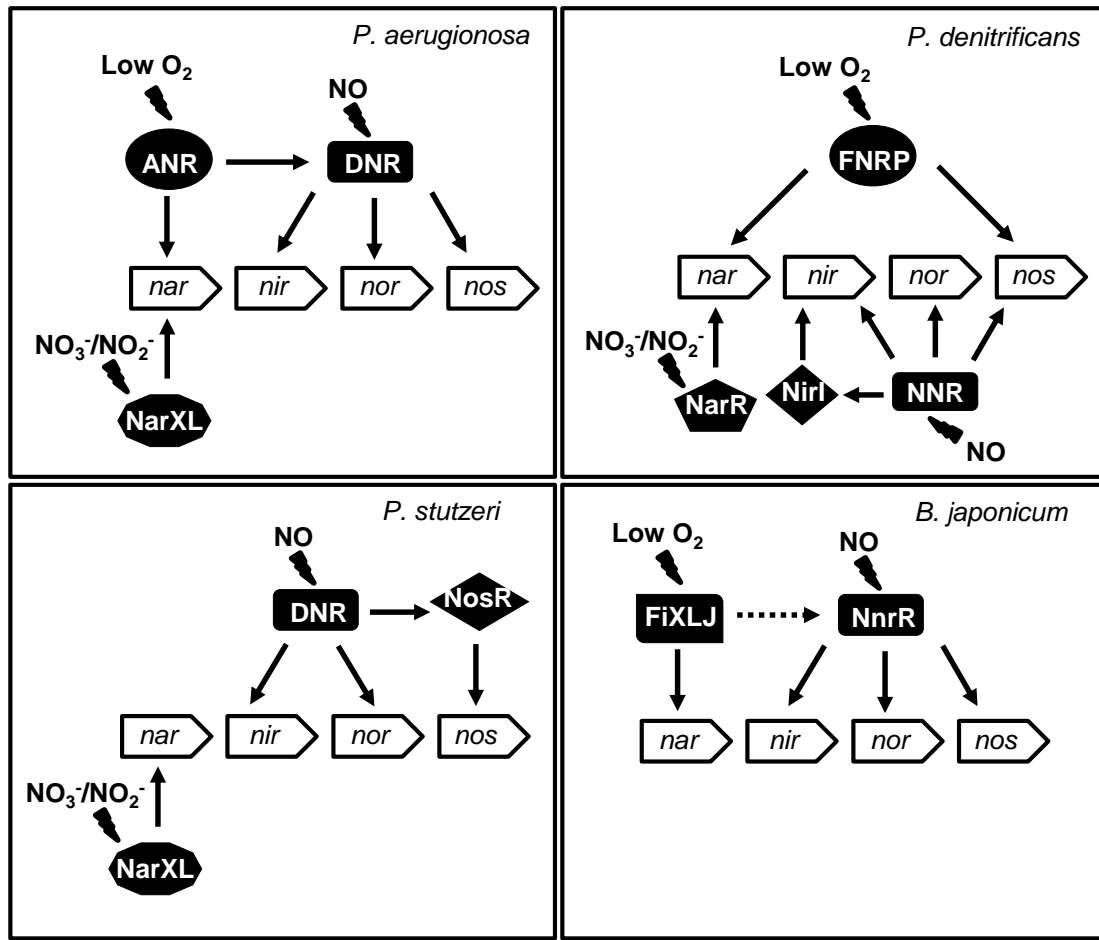 P. aerugionosa
Low O₂
NO
ANR
DNR
nar
nir
nor
nos
NO₃⁻/NO₂⁻
NarXL
P. denitrificans
Low O₂
FNRP
nar
nir
nor
nos
NO₃⁻/NO₂⁻
NarR
NirI
NNR
NO
P. stutzeri
NO
DNR
NosR
nar
nir
nor
nos
NO₃⁻/NO₂⁻
NarXL
B. japonicum
Low O₂
NO
FiXLJ
NnrR
nar
nir
nor
nos